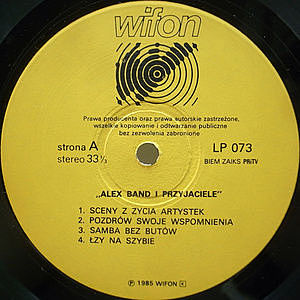 wifon
Prawa producenta oraz prawa autorskie zastrzeżone,
wszelkie kopiowanie i odtwarzanie publiczne
bez zezwolenia zabronione
strona A
LP 073
stereo 33⅓
BIEM ZAIKS PRiTV
„ALEX BAND I PRZYJACIELE"
1. SCENY Z ŻYCIA ARTYSTEK
2. POZDRÓW SWOJE WSPOMNIENIA
3. SAMBA BEZ BUTÓW
4. ŁZY NA SZYBIE
℗ 1985 WIFON